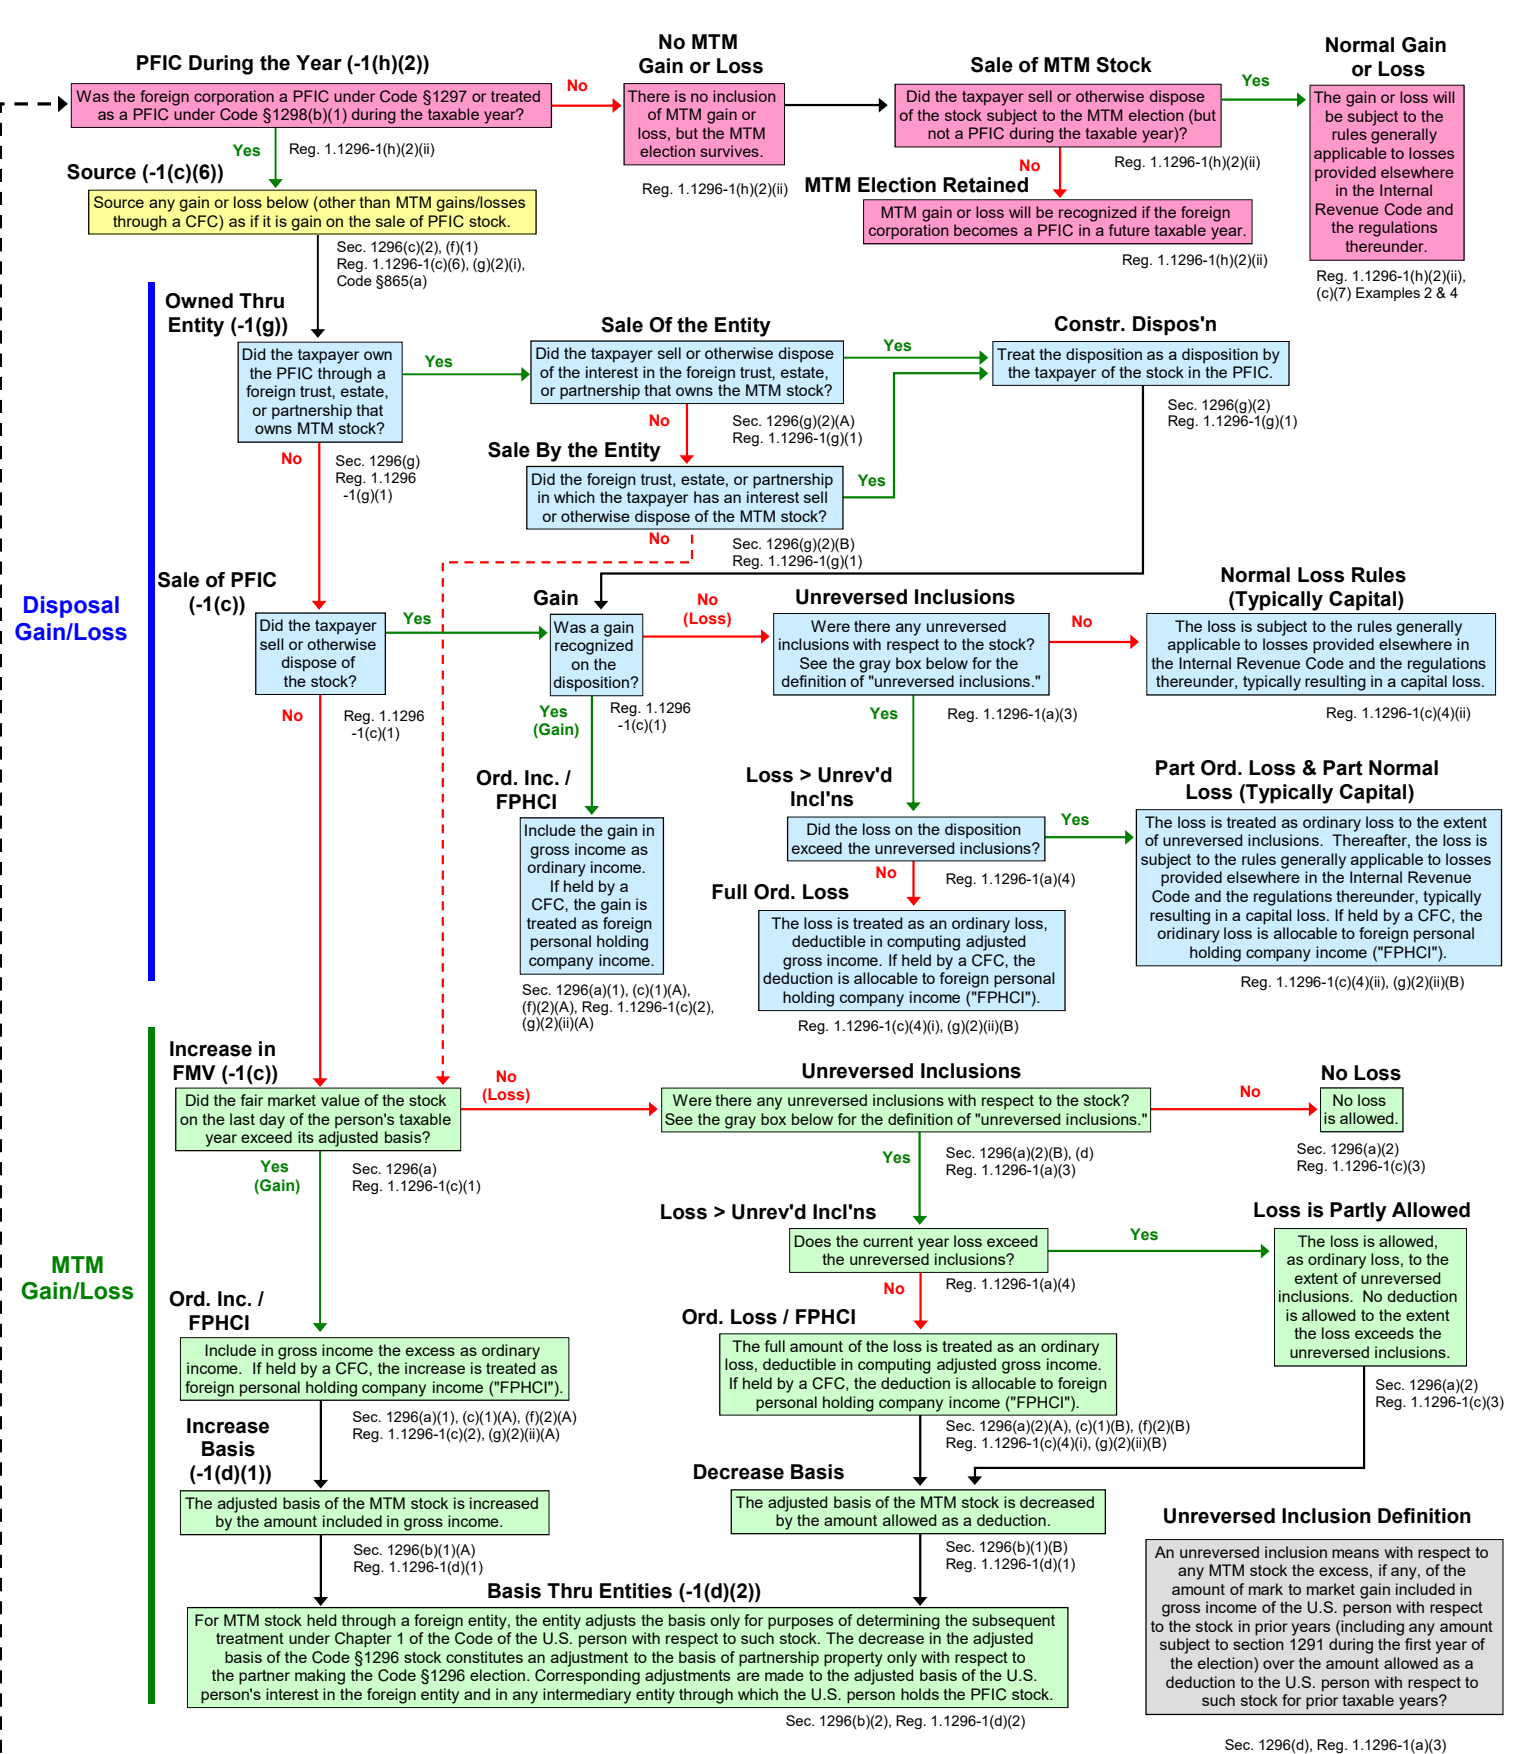 PFIC During the Year (-1(h)(2))
Was the foreign corporation a PFIC under Code §1297 or treated
as a PFIC under Code §1298(b)(1) during the taxable year?
No
Yes
Reg. 1.1296-1(h)(2)(ii)
No MTM
Gain or Loss
There is no inclusion
of MTM gain or
loss, but the MTM
election survives.
Reg. 1.1296-1(h)(2)(ii)
Sale of MTM Stock
Did the taxpayer sell or otherwise dispose
of the stock subject to the MTM election (but
not a PFIC during the taxable year)?
Yes
No
Reg. 1.1296-1(h)(2)(ii)
Normal Gain
or Loss
The gain or loss will
be subject to the
rules generally
applicable to losses
provided elsewhere
in the Internal
Revenue Code and
the regulations
thereunder.
Reg. 1.1296-1(h)(2)(ii),
(c)(7) Examples 2 & 4
MTM Election Retained
MTM gain or loss will be recognized if the foreign
corporation becomes a PFIC in a future taxable year.
Reg. 1.1296-1(h)(2)(ii)
Source (-1(c)(6))
Source any gain or loss below (other than MTM gains/losses
through a CFC) as if it is gain on the sale of PFIC stock.
Sec. 1296(c)(2), (f)(1)
Reg. 1.1296-1(c)(6), (g)(2)(i),
Code §865(a)
Disposal
Gain/Loss
Owned Thru
Entity (-1(g))
Did the taxpayer own
the PFIC through a
foreign trust, estate,
or partnership that
owns MTM stock?
Yes
No
Sec. 1296(g)
Reg. 1.1296
-1(g)(1)
Sale Of the Entity
Did the taxpayer sell or otherwise dispose
of the interest in the foreign trust, estate,
or partnership that owns the MTM stock?
Yes
No
Sec. 1296(g)(2)(A)
Reg. 1.1296-1(g)(1)
Constr. Dispos'n
Treat the disposition as a disposition by
the taxpayer of the stock in the PFIC.
Sec. 1296(g)(2)
Reg. 1.1296-1(g)(1)
Sale By the Entity
Did the foreign trust, estate, or partnership
in which the taxpayer has an interest sell
or otherwise dispose of the MTM stock?
Yes
No
Sec. 1296(g)(2)(B)
Reg. 1.1296-1(g)(1)
Sale of PFIC
(-1(c))
Did the taxpayer
sell or otherwise
dispose of
the stock?
Yes
No
Reg. 1.1296
-1(c)(1)
Gain
Was a gain
recognized
on the
disposition?
No
(Loss)
Yes
(Gain)
Reg. 1.1296
-1(c)(1)
Unreversed Inclusions
Were there any unreversed
inclusions with respect to the stock?
See the gray box below for the
definition of "unreversed inclusions."
No
Yes
Reg. 1.1296-1(a)(3)
Normal Loss Rules
(Typically Capital)
The loss is subject to the rules generally
applicable to losses provided elsewhere in
the Internal Revenue Code and the regulations
thereunder, typically resulting in a capital loss.
Reg. 1.1296-1(c)(4)(ii)
Ord. Inc. /
FPHCI
Include the gain in
gross income as
ordinary income.
If held by a
CFC, the gain is
treated as foreign
personal holding
company income.
Sec. 1296(a)(1), (c)(1)(A),
(f)(2)(A), Reg. 1.1296-1(c)(2),
(g)(2)(ii)(A)
Loss > Unrev'd
Incl'ns
Did the loss on the disposition
exceed the unreversed inclusions?
Yes
No
Reg. 1.1296-1(a)(4)
Part Ord. Loss & Part Normal
Loss (Typically Capital)
The loss is treated as ordinary loss to the extent
of unreversed inclusions. Thereafter, the loss is
subject to the rules generally applicable to losses
provided elsewhere in the Internal Revenue
Code and the regulations thereunder, typically
resulting in a capital loss. If held by a CFC, the
oridinary loss is allocable to foreign personal
holding company income ("FPHCI").
Reg. 1.1296-1(c)(4)(ii), (g)(2)(ii)(B)
Full Ord. Loss
The loss is treated as an ordinary loss,
deductible in computing adjusted
gross income. If held by a CFC, the
deduction is allocable to foreign personal
holding company income ("FPHCI").
Reg. 1.1296-1(c)(4)(i), (g)(2)(ii)(B)
MTM
Gain/Loss
Increase in
FMV (-1(c))
Did the fair market value of the stock
on the last day of the person's taxable
year exceed its adjusted basis?
No
(Loss)
Yes
(Gain)
Sec. 1296(a)
Reg. 1.1296-1(c)(1)
Unreversed Inclusions
Were there any unreversed inclusions with respect to the stock?
See the gray box below for the definition of "unreversed inclusions."
No
Yes
Sec. 1296(a)(2)(B), (d)
Reg. 1.1296-1(a)(3)
No Loss
No loss
is allowed.
Sec. 1296(a)(2)
Reg. 1.1296-1(c)(3)
Loss > Unrev'd Incl'ns
Does the current year loss exceed
the unreversed inclusions?
Yes
No
Reg. 1.1296-1(a)(4)
Loss is Partly Allowed
The loss is allowed,
as ordinary loss, to the
extent of unreversed
inclusions. No deduction
is allowed to the extent
the loss exceeds the
unreversed inclusions.
Sec. 1296(a)(2)
Reg. 1.1296-1(c)(3)
Ord. Inc. /
FPHCI
Include in gross income the excess as ordinary
income. If held by a CFC, the increase is treated as
foreign personal holding company income ("FPHCI").
Sec. 1296(a)(1), (c)(1)(A), (f)(2)(A)
Reg. 1.1296-1(c)(2), (g)(2)(ii)(A)
Ord. Loss / FPHCI
The full amount of the loss is treated as an ordinary
loss, deductible in computing adjusted gross income.
If held by a CFC, the deduction is allocable to foreign
personal holding company income ("FPHCI").
Sec. 1296(a)(2)(A), (c)(1)(B), (f)(2)(B)
Reg. 1.1296-1(c)(4)(i), (g)(2)(ii)(B)
Increase
Basis
(-1(d)(1))
The adjusted basis of the MTM stock is increased
by the amount included in gross income.
Sec. 1296(b)(1)(A)
Reg. 1.1296-1(d)(1)
Decrease Basis
The adjusted basis of the MTM stock is decreased
by the amount allowed as a deduction.
Sec. 1296(b)(1)(B)
Reg. 1.1296-1(d)(1)
Basis Thru Entities (-1(d)(2))
For MTM stock held through a foreign entity, the entity adjusts the basis only for purposes of determining the subsequent
treatment under Chapter 1 of the Code of the U.S. person with respect to such stock. The decrease in the adjusted
basis of the Code §1296 stock constitutes an adjustment to the basis of partnership property only with respect to
the partner making the Code §1296 election. Corresponding adjustments are made to the adjusted basis of the U.S.
person's interest in the foreign entity and in any intermediary entity through which the U.S. person holds the PFIC stock.
Sec. 1296(b)(2), Reg. 1.1296-1(d)(2)
Unreversed Inclusion Definition
An unreversed inclusion means with respect to
any MTM stock the excess, if any, of the
amount of mark to market gain included in
gross income of the U.S. person with respect
to the stock in prior years (including any amount
subject to section 1291 during the first year of
the election) over the amount allowed as a
deduction to the U.S. person with respect to
such stock for prior taxable years?
Sec. 1296(d), Reg. 1.1296-1(a)(3)